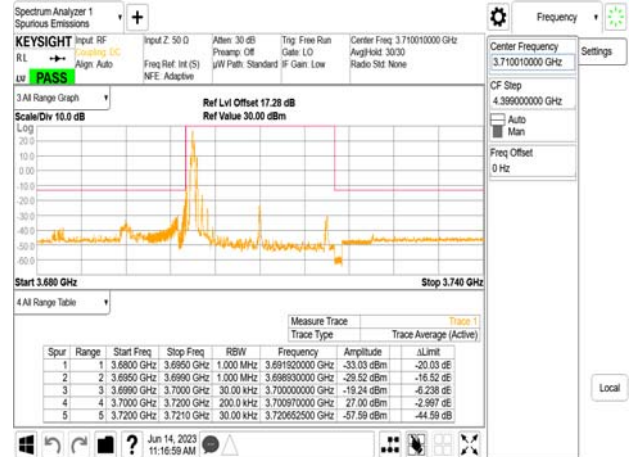 Spectrum Analyzer 1
Spurious Emissions
Frequency
KEYSIGHT
Input: RF
Coupling: DC
Align: Auto
Input Z: 50 Ω
Freq Ref: Int (S)
NFE: Adaptive
Atten: 30 dB
Preamp: Off
µW Path: Standard
Trig: Free Run
Gate: LO
IF Gain: Low
Center Freq: 3.710010000 GHz
Avg|Hold: 30/30
Radio Std: None
RL
LU
PASS
Center Frequency
3.710010000 GHz
Settings
CF Step
4.399000000 GHz
Auto
Man
Freq Offset
0 Hz
3 All Range Graph
Scale/Div 10.0 dB
Ref Lvl Offset 17.28 dB
Ref Value 30.00 dBm
Log
20.0
10.0
0.00
-10.0
-20.0
-30.0
-40.0
-50.0
-60.0
Start 3.680 GHz
Stop 3.740 GHz
4 All Range Table
Measure Trace Trace 1
Trace Type Trace Average (Active)
Spur Range Start Freq Stop Freq RBW Frequency Amplitude ΔLimit
1 1 3.6800 GHz 3.6950 GHz 1.000 MHz 3.691920000 GHz -33.03 dBm -20.03 dB
2 2 3.6950 GHz 3.6990 GHz 1.000 MHz 3.698930000 GHz -29.52 dBm -16.52 dB
3 3 3.6990 GHz 3.7000 GHz 30.00 kHz 3.700000000 GHz -19.24 dBm -6.238 dB
4 4 3.7000 GHz 3.7200 GHz 200.0 kHz 3.700970000 GHz 27.00 dBm -2.997 dB
5 5 3.7200 GHz 3.7210 GHz 30.00 kHz 3.720652500 GHz -57.59 dBm -44.59 dB
Local
Jun 14, 2023
11:16:59 AM